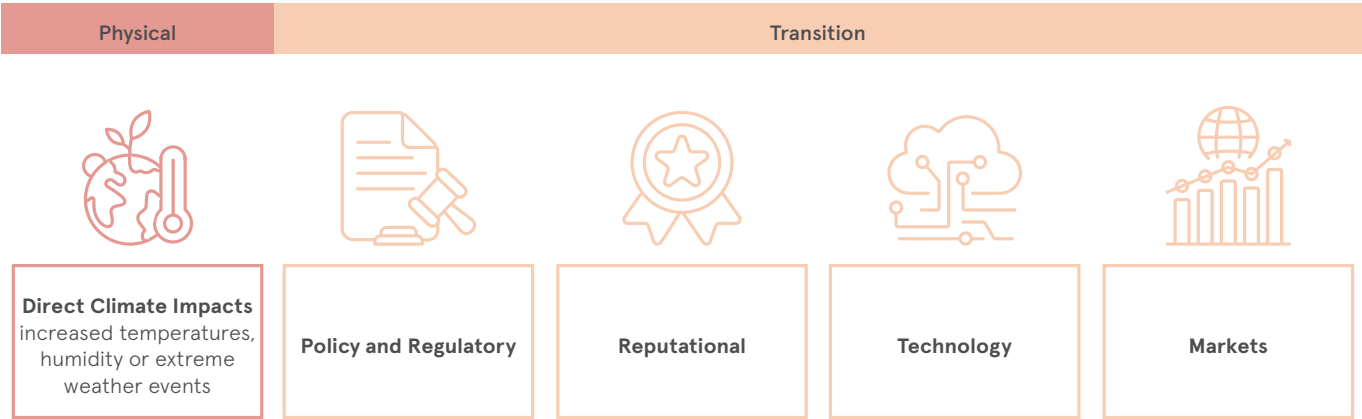 Physical
Transition
Direct Climate Impacts
increased temperatures,
humidity or extreme
weather events
Policy and Regulatory
Reputational
Technology
Markets